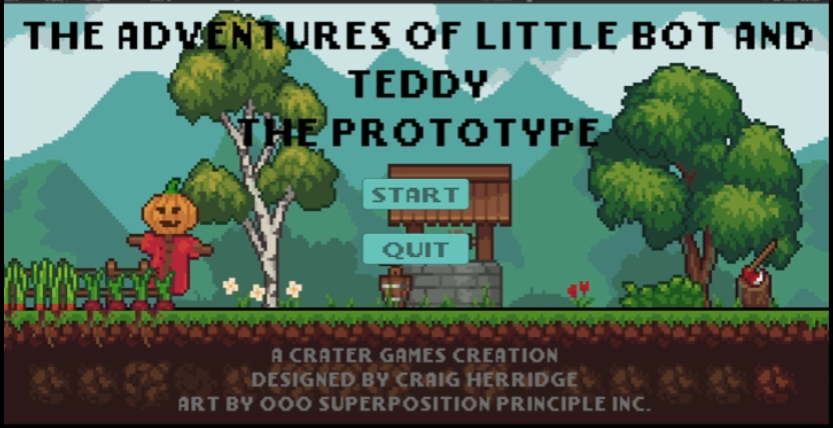 THE ADVENTURES OF LITTLE BOT AND
TEDDY
THE PROTOTYPE
START
QUIT
A CRATER GAMES CREATION
DESIGNED BY CRAIG HERRIDGE
ART BY OOO SUPERPOSITION PRINCIPLE INC.